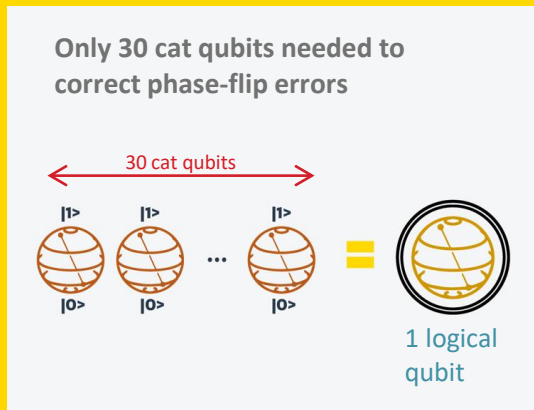 Only 30 cat qubits needed to
correct phase-flip errors
30 cat qubits
|1> |1> |1>
...
|0> |0> |0>
=
1 logical
qubit